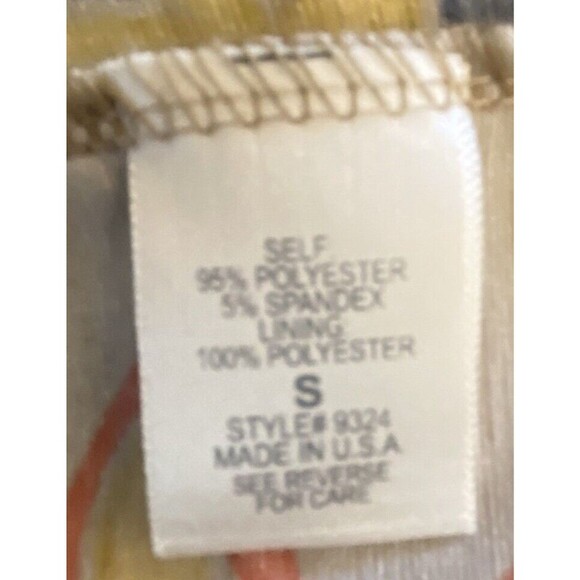 SELF
95% POLYESTER
5% SPANDEX
LINING
100% POLYESTER
S
STYLE# 9324
MADE IN U.S.A
SEE REVERSE
FOR CARE